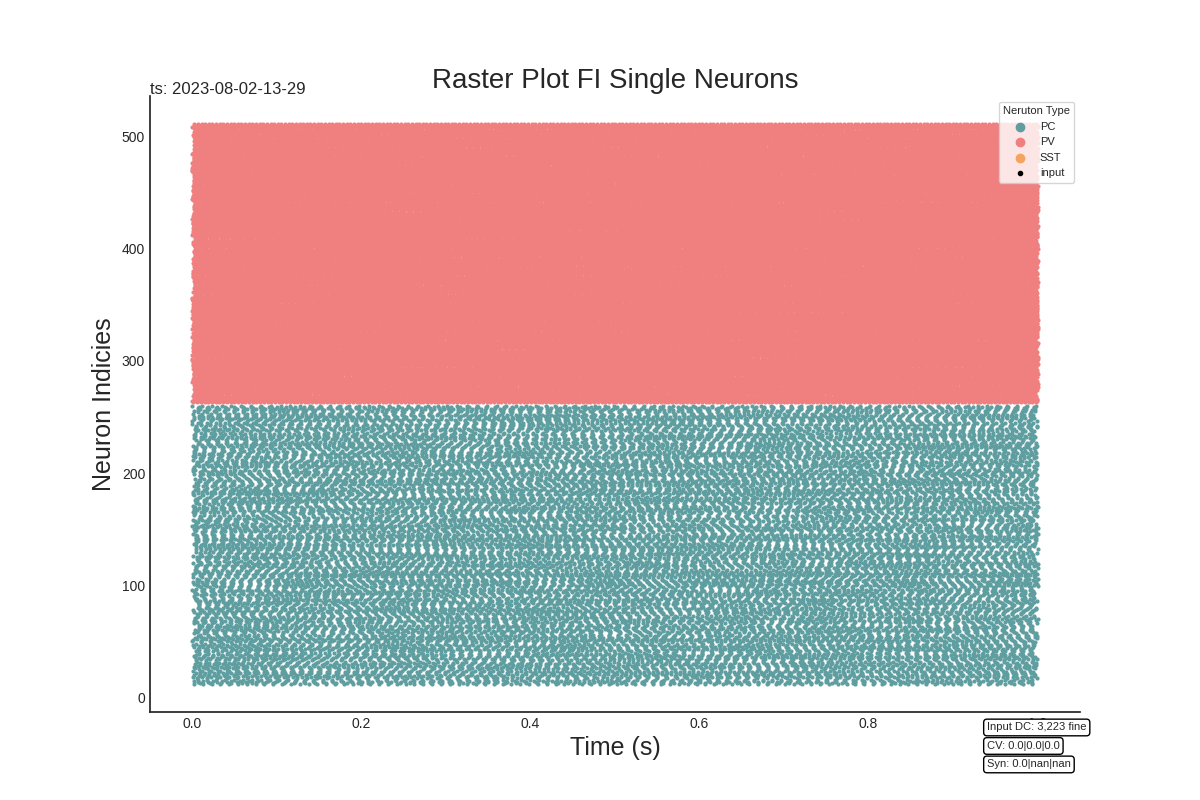 Raster Plot FI Single Neurons
ts: 2023-08-02-13-29
Neruton Type
PC
PV
SST
input
500
400
300
200
100
0
Neuron Indicies
0.0 0.2 0.4 0.6 0.8
Time (s)
Input DC: 3,223 fine
CV: 0.0|0.0|0.0
Syn: 0.0|nan|nan